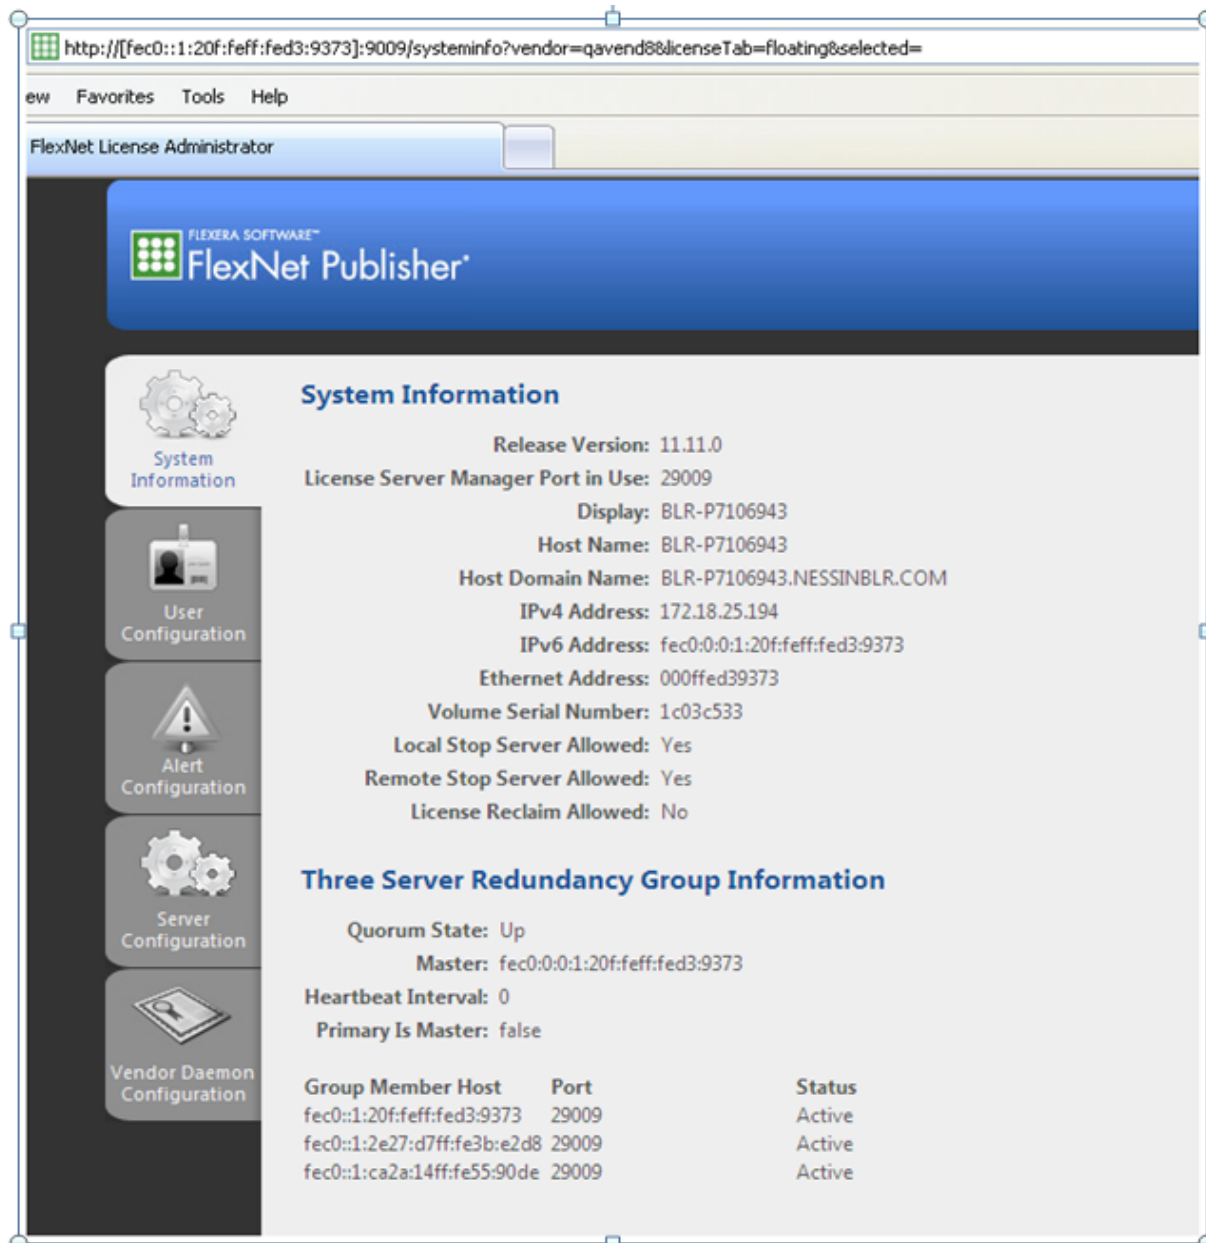 http://[fec0::1:20f:feff:fed3:9373]:9009/systeminfo?vendor=qavend8&licenseTab=floating&selected=
ew Favorites Tools Help
FlexNet License Administrator
FLEXERA SOFTWARE™
FlexNet Publisher
System Information
User Configuration
Alert Configuration
Server Configuration
Vendor Daemon Configuration
System Information
Release Version: 11.11.0
License Server Manager Port in Use: 29009
Display: BLR-P7106943
Host Name: BLR-P7106943
Host Domain Name: BLR-P7106943.NESSINBLR.COM
IPv4 Address: 172.18.25.194
IPv6 Address: fec0:0:0:1:20f:feff:fed3:9373
Ethernet Address: 000ffed39373
Volume Serial Number: 1c03c533
Local Stop Server Allowed: Yes
Remote Stop Server Allowed: Yes
License Reclaim Allowed: No
Three Server Redundancy Group Information
Quorum State: Up
Master: fec0:0:0:1:20f:feff:fed3:9373
Heartbeat Interval: 0
Primary Is Master: false
Group Member Host Port Status
fec0::1:20f:feff:fed3:9373 29009 Active
fec0::1:2e27:d7ff:fe3b:e2d8 29009 Active
fec0::1:ca2a:14ff:fe55:90de 29009 Active